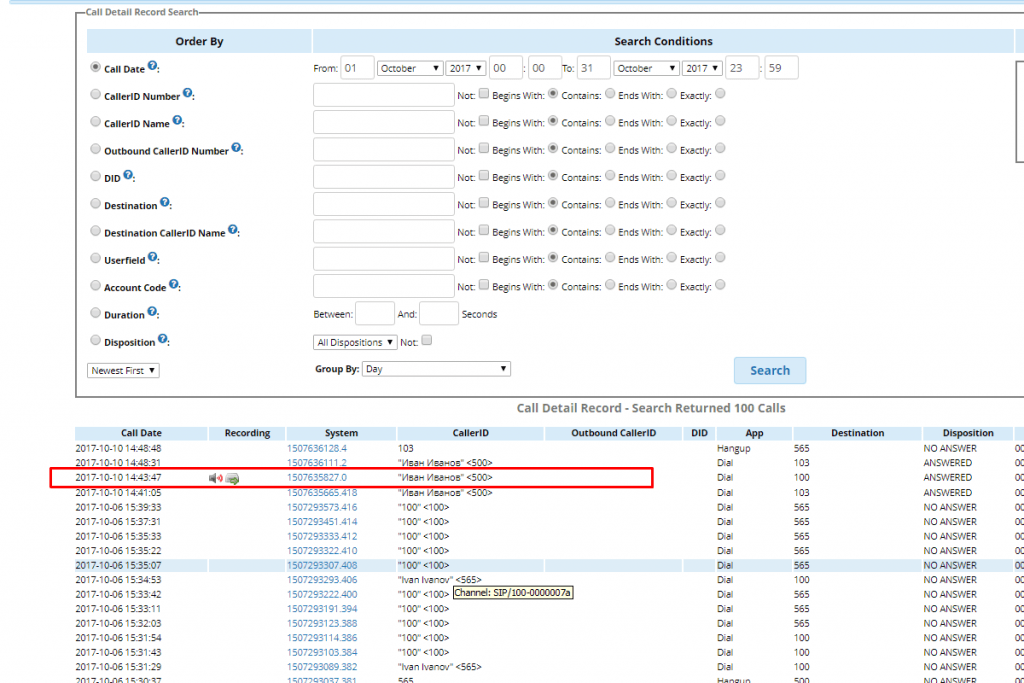 Call Detail Record Search
Order By Search Conditions
Call Date ?: From: 01 October 2017 00 : 00 To: 31 October 2017 23 : 59
CallerID Number ?: Not: Begins With: Contains: Ends With: Exactly:
CallerID Name ?: Not: Begins With: Contains: Ends With: Exactly:
Outbound CallerID Number ?: Not: Begins With: Contains: Ends With: Exactly:
DID ?: Not: Begins With: Contains: Ends With: Exactly:
Destination ?: Not: Begins With: Contains: Ends With: Exactly:
Destination CallerID Name ?: Not: Begins With: Contains: Ends With: Exactly:
Userfield ?: Not: Begins With: Contains: Ends With: Exactly:
Account Code ?: Not: Begins With: Contains: Ends With: Exactly:
Duration ?: Between: And: Seconds
Disposition ?: All Dispositions Not:
Newest First Group By: Day Search
Call Detail Record - Search Returned 100 Calls
Call Date Recording System CallerID Outbound CallerID DID App Destination Disposition
2017-10-10 14:48:48 1507636128.4 103 Hangup 565 NO ANSWER 00
2017-10-10 14:48:31 1507636111.2 "Иван Иванов" <500> Dial 103 ANSWERED 00
2017-10-10 14:43:47 1507635827.0 "Иван Иванов" <500> Dial 100 ANSWERED 00
2017-10-10 14:41:05 1507635665.418 "Иван Иванов" <500> Dial 103 ANSWERED 00
2017-10-06 15:39:33 1507293573.416 "100" <100> Dial 565 NO ANSWER 00
2017-10-06 15:37:31 1507293451.414 "100" <100> Dial 565 NO ANSWER 00
2017-10-06 15:35:33 1507293333.412 "100" <100> Dial 565 NO ANSWER 00
2017-10-06 15:35:22 1507293322.410 "100" <100> Dial 565 NO ANSWER 00
2017-10-06 15:35:07 1507293307.408 "100" <100> Dial 565 NO ANSWER 00
2017-10-06 15:34:53 1507293293.406 "Ivan Ivanov" <565> Dial 100 NO ANSWER 00
2017-10-06 15:33:42 1507293222.400 "100" <100> Channel: SIP/100-0000007a Dial 565 NO ANSWER 00
2017-10-06 15:33:11 1507293191.394 "100" <100> Dial 565 NO ANSWER 00
2017-10-06 15:32:03 1507293123.388 "100" <100> Dial 565 NO ANSWER 00
2017-10-06 15:31:54 1507293114.386 "100" <100> Dial 100 NO ANSWER 00
2017-10-06 15:31:43 1507293103.384 "100" <100> Dial 100 NO ANSWER 00
2017-10-06 15:31:29 1507293089.382 "Ivan Ivanov" <565> Dial 100 NO ANSWER 00
2017-10-06 15:30:37 1507293037.381 565 Hangup 500 NO ANSWER 00